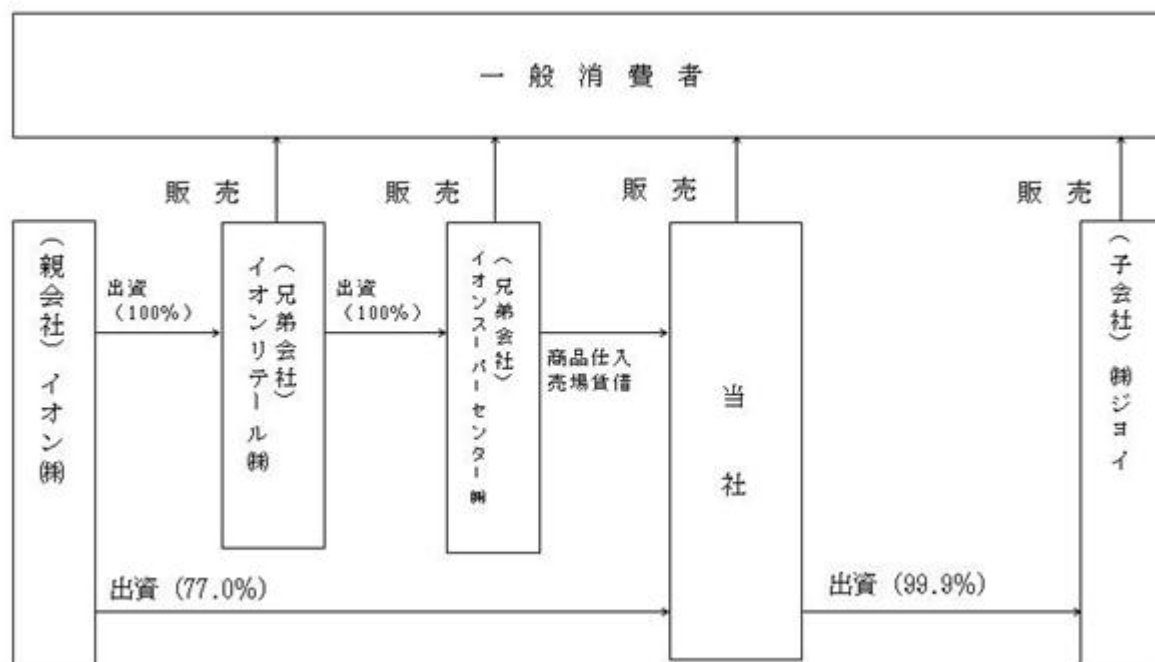 一般消費者
販売
販売
販売
販売
(親会社) イオン㈱
出資
(100%)
(兄弟会社)
イオンリテール㈱
出資
(100%)
(兄弟会社)
イオンスーパーセンター㈱
商品仕入
売場賃借
当社
(子会社) ㈱ジョイ
出資 (77.0%)
出資 (99.9%)